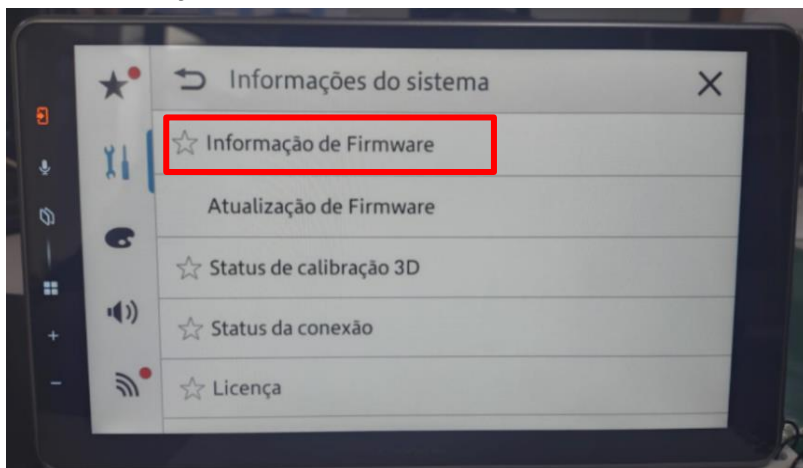 Informações do sistema
Informação de Firmware
Atualização de Firmware
Status de calibração 3D
Status da conexão
Licença